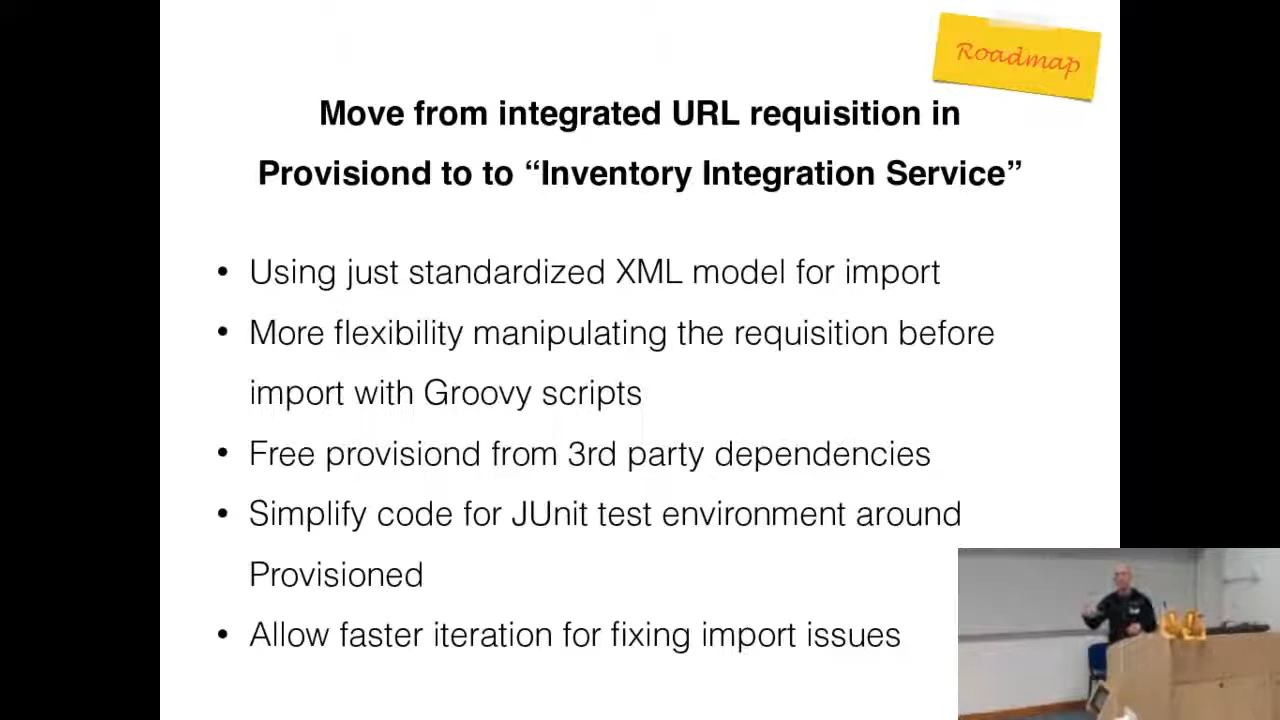 Roadmap
Move from integrated URL requisition in
Provisiond to to “Inventory Integration Service”
• Using just standardized XML model for import
• More flexibility manipulating the requisition before
import with Groovy scripts
• Free provisiond from 3rd party dependencies
• Simplify code for JUnit test environment around
Provisioned
• Allow faster iteration for fixing import issues